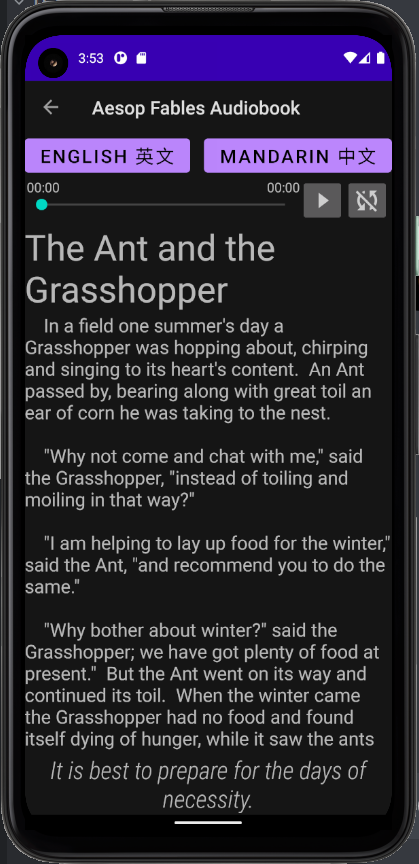 3:53
Aesop Fables Audiobook
ENGLISH 英文 MANDARIN 中文
00:00 00:00
The Ant and the
Grasshopper
In a field one summer's day a
Grasshopper was hopping about, chirping
and singing to its heart's content.  An Ant
passed by, bearing along with great toil an
ear of corn he was taking to the nest.
"Why not come and chat with me," said
the Grasshopper, "instead of toiling and
moiling in that way?"
"I am helping to lay up food for the winter,"
said the Ant, "and recommend you to do the
same."
"Why bother about winter?" said the
Grasshopper; we have got plenty of food at
present."  But the Ant went on its way and
continued its toil.  When the winter came
the Grasshopper had no food and found
itself dying of hunger, while it saw the ants
It is best to prepare for the days of
necessity.